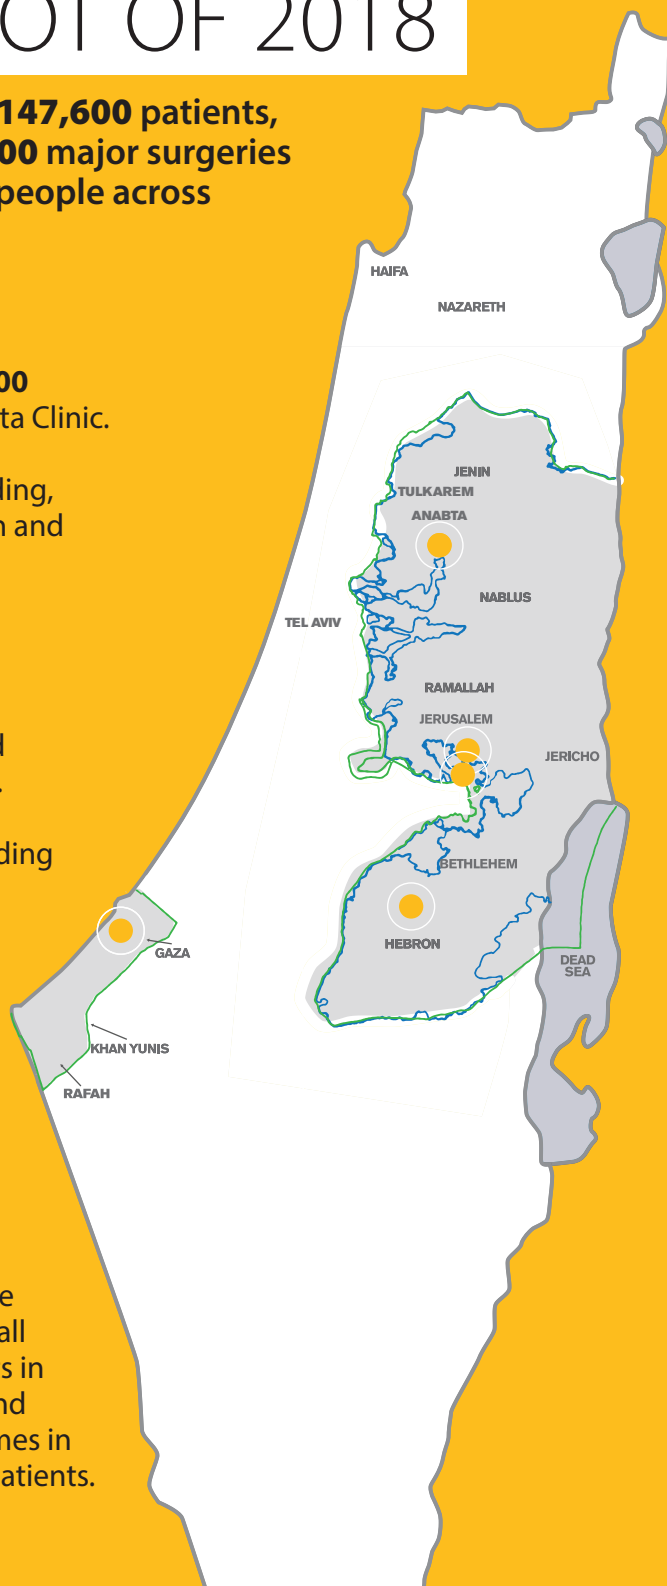 OT OF 2018
147,600 patients,
00 major surgeries
people across
HAIFA
NAZARETH
00
ta Clinic.
JENIN
TULKAREM
ding,
ANABTA
n and
NABLUS
TEL AVIV
RAMALLAH
JERUSALEM
d
JERICHO
.
ding
BETHLEHEM
HEBRON
GAZA
DEAD
SEA
KHAN YUNIS
RAFAH
e
all
s in
nd
mes in
atients.